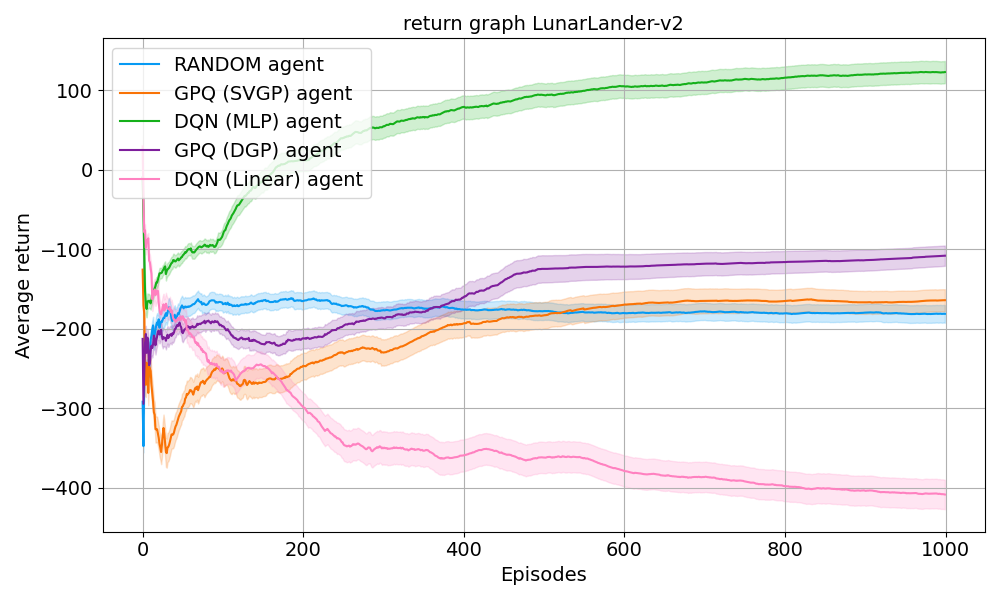 return graph LunarLander-v2
RANDOM agent
GPQ (SVGP) agent
DQN (MLP) agent
GPQ (DGP) agent
DQN (Linear) agent
Average return
100
0
−100
−200
−300
−400
0 200 400 600 800 1000
Episodes